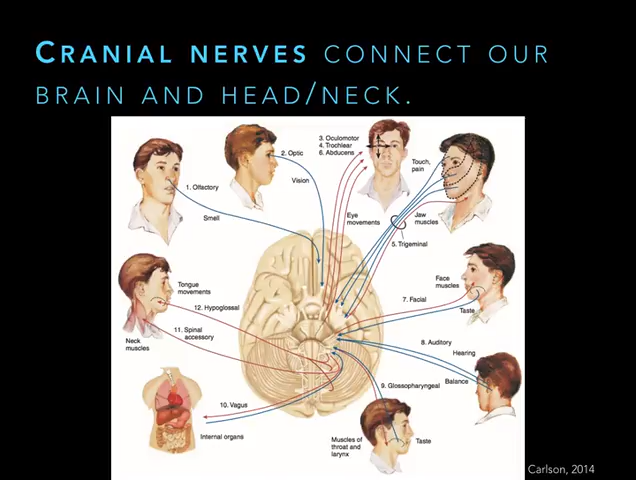 CRANIAL NERVES CONNECT OUR
BRAIN AND HEAD/NECK.
3. Oculomotor
4. Trochlear
6. Abducens
2. Optic
Vision
Touch,
pain
1. Olfactory
Smell
Eye
movements
Jaw
muscles
5. Trigeminal
Tongue
movements
12. Hypoglossal
11. Spinal
accessory
Neck
muscles
Face
muscles
7. Facial
Taste
8. Auditory
Hearing
Balance
9. Glossopharyngeal
10. Vagus
Internal organs
Muscles of
throat and
larynx
Taste
Carlson, 2014